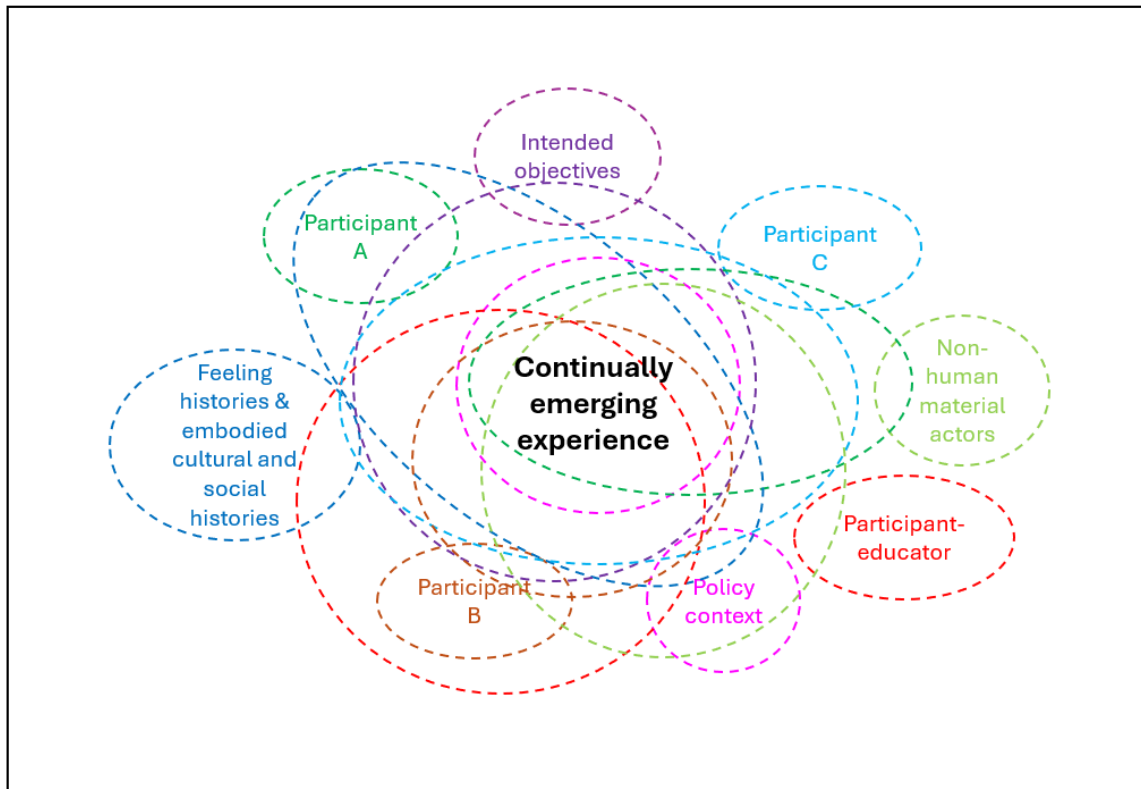 Intended
objectives
Participant
A
Participant
C
Continually
emerging
experience
Non-
human
material
actors
Feeling
histories &
embodied
cultural and
social
histories
Participant-
educator
Participant
B
Policy
context